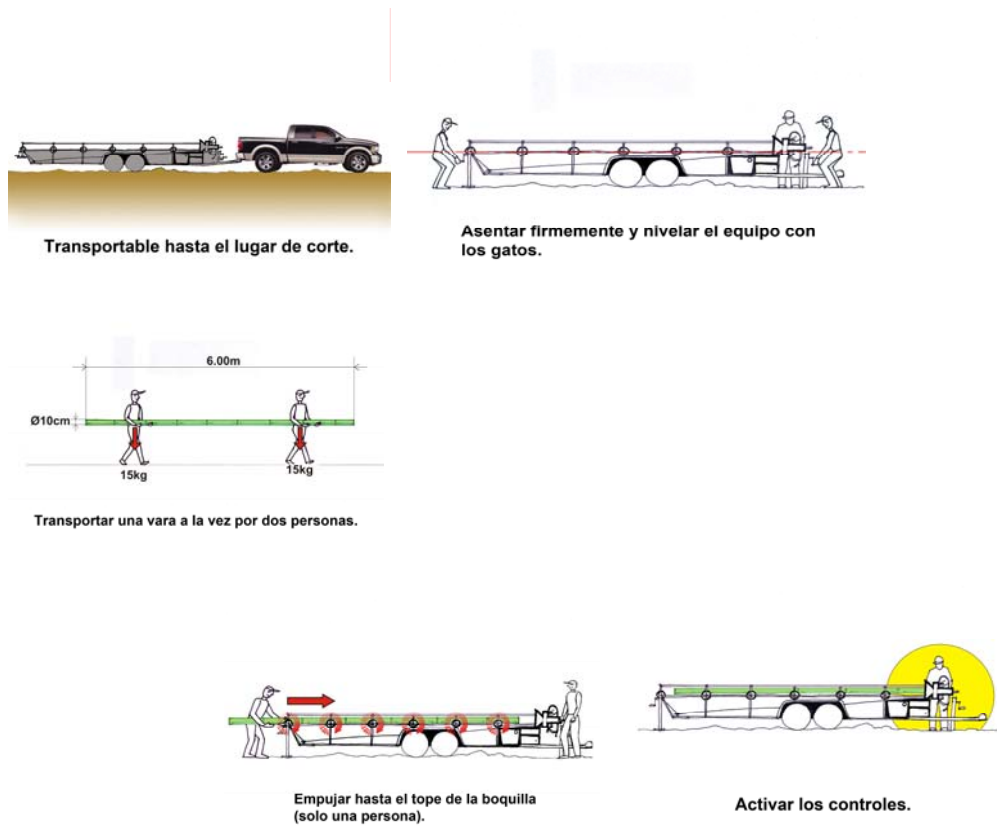 Transportable hasta el lugar de corte.
Asentar firmemente y nivelar el equipo con
los gatos.
6.00m
Ø10cm
15kg
15kg
Transportar una vara a la vez por dos personas.
Empujar hasta el tope de la boquilla
(solo una persona).
Activar los controles.